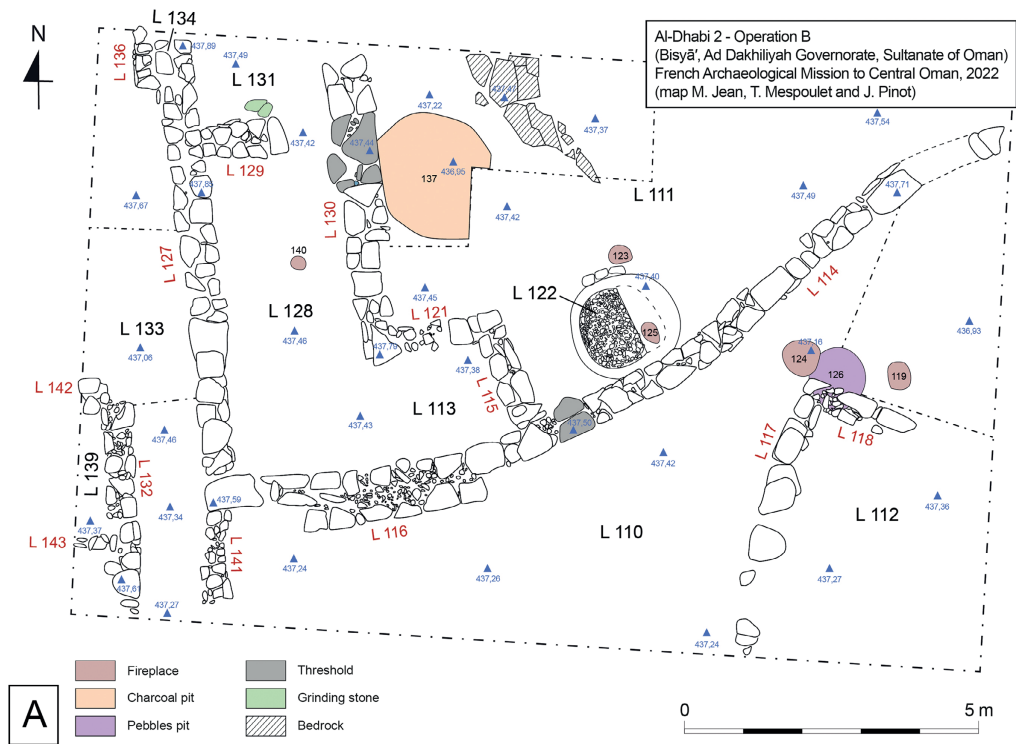 N
Al-Dhabi 2 - Operation B
(Bisyā', Ad Dakhiliyah Governorate, Sultanate of Oman)
French Archaeological Mission to Central Oman, 2022
(map M. Jean, T. Mespoulet and J. Pinot)
L 134
L 136
437,89
437,49
L 131
437,22
437,37
437,54
437,42
437,44
L 129
436,95
137
L 111
437,67
437,85
437,49
437,71
437,42
L 130
L 127
140
123
437,40
L 114
437,45
L 122
L 121
L 128
437,46
125
436,93
L 133
437,06
437,79
437,38
437,16
124
126
119
L 142
L 113
L 115
437,43
437,50
L 117
L 118
437,46
437,42
L 139
L 132
437,59
437,34
437,36
L 112
437,37
L 143
L 116
L 110
L 141
437,24
437,26
437,27
437,61
437,27
437,24
Fireplace
Threshold
Charcoal pit
Grinding stone
Pebbles pit
Bedrock
A
0
5 m